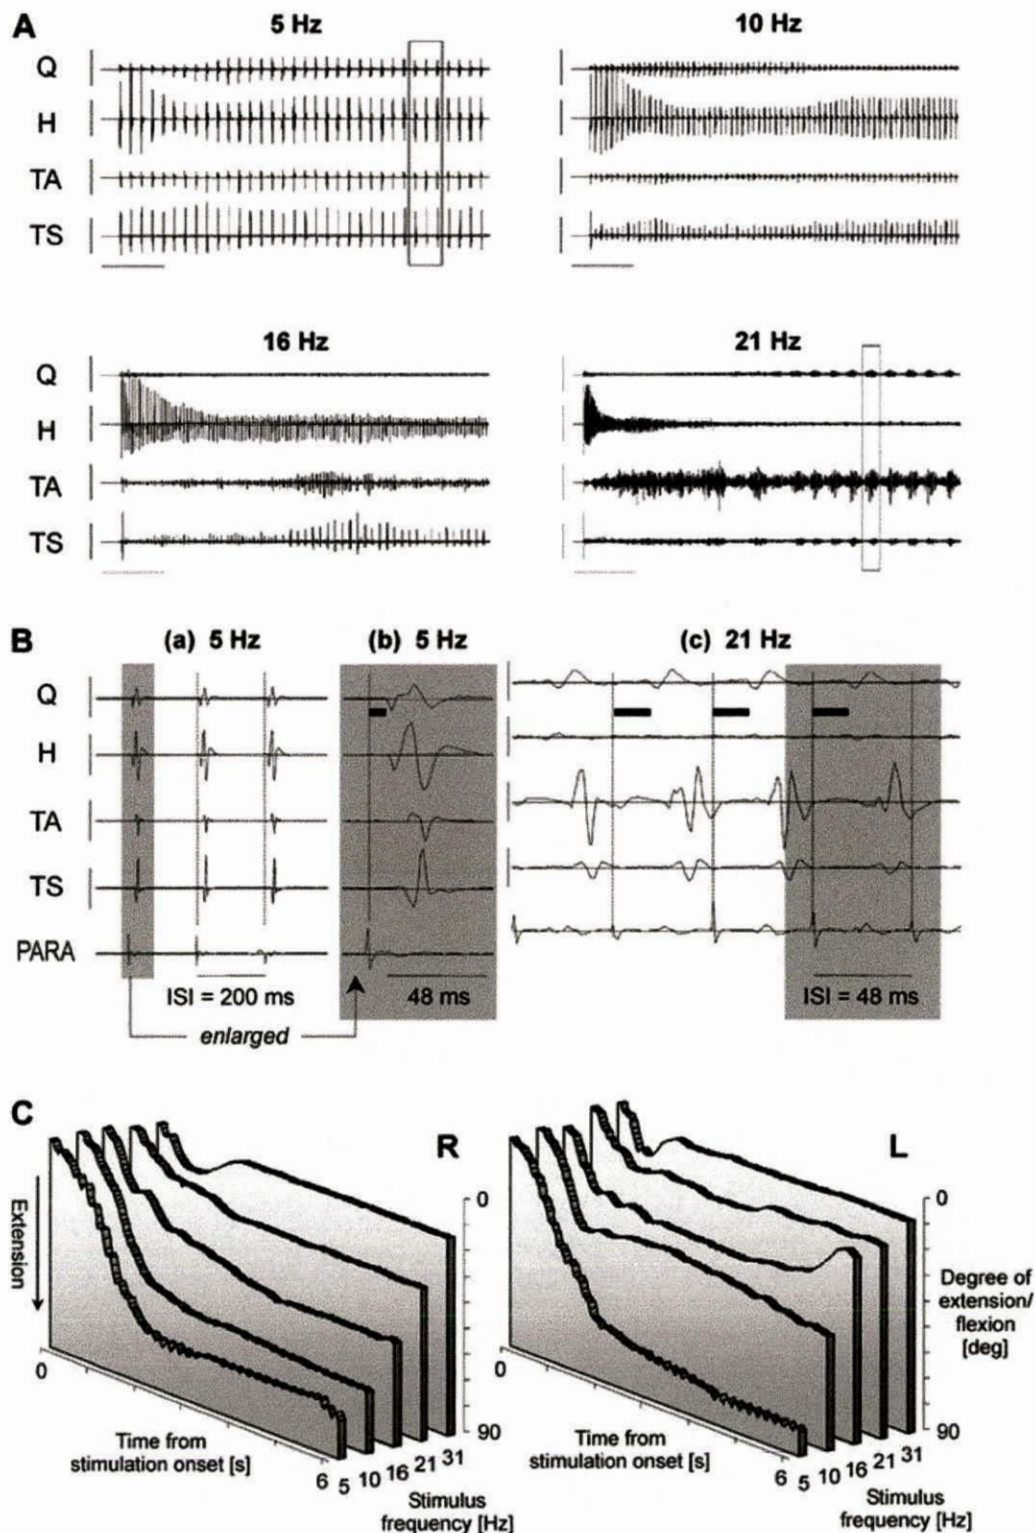 A
5 Hz
10 Hz
Q
H
TA
TS
16 Hz
21 Hz
Q
H
TA
TS
B
(a) 5 Hz
(b) 5 Hz
(c) 21 Hz
Q
H
TA
TS
PARA
ISI = 200 ms
48 ms
ISI = 48 ms
enlarged
C
R
L
Extension
0
90
0
Time from
stimulation onset [s]
6
5 10 16 21 31
Stimulus
frequency [Hz]
0
Degree of
extension/
flexion
[deg]
90
0
Time from
stimulation onset [s]
6
5 10 16 21 31
Stimulus
frequency [Hz]